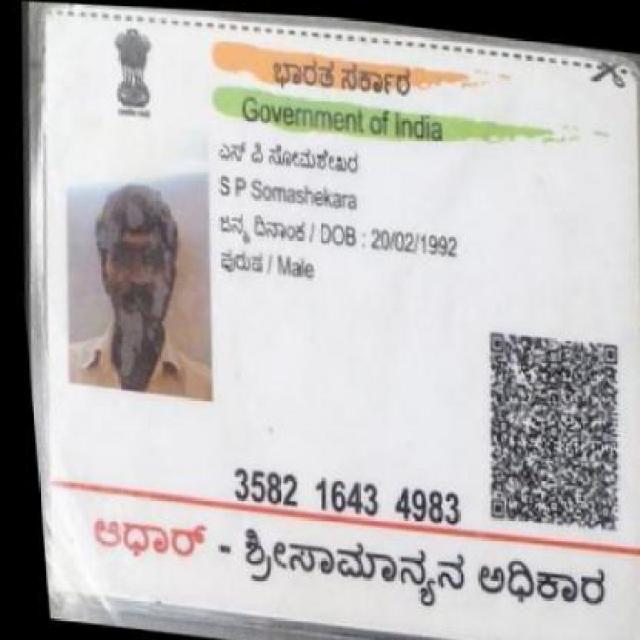 ಭಾರತ ಸರ್ಕಾರ
Government of India
ಎಸ್ ಪಿ ಸೋಮಶೇಖರ
S P Somashekara
ಜನ್ಮ ದಿನಾಂಕ / DOB : 20/02/1992
ಪುರುಷ / Male
3582 1643 4983
ಆಧಾರ್ - ಶ್ರೀಸಾಮಾನ್ಯನ ಅಧಿಕಾರ